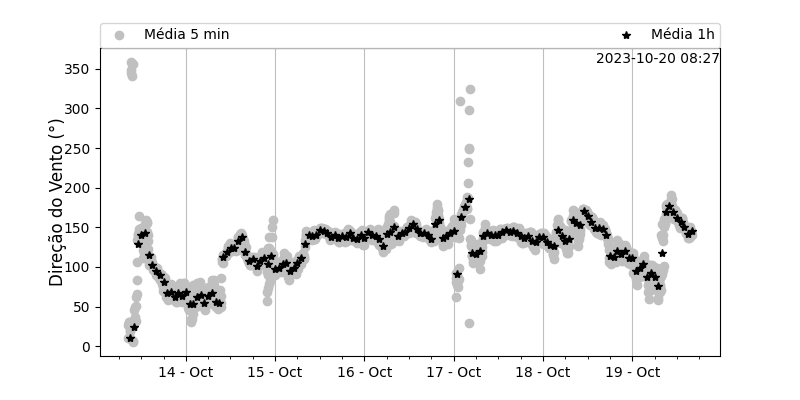 Média 5 min
Média 1h
2023-10-20 08:27
Direção do Vento (°)
350
300
250
200
150
100
50
0
14 - Oct
15 - Oct
16 - Oct
17 - Oct
18 - Oct
19 - Oct